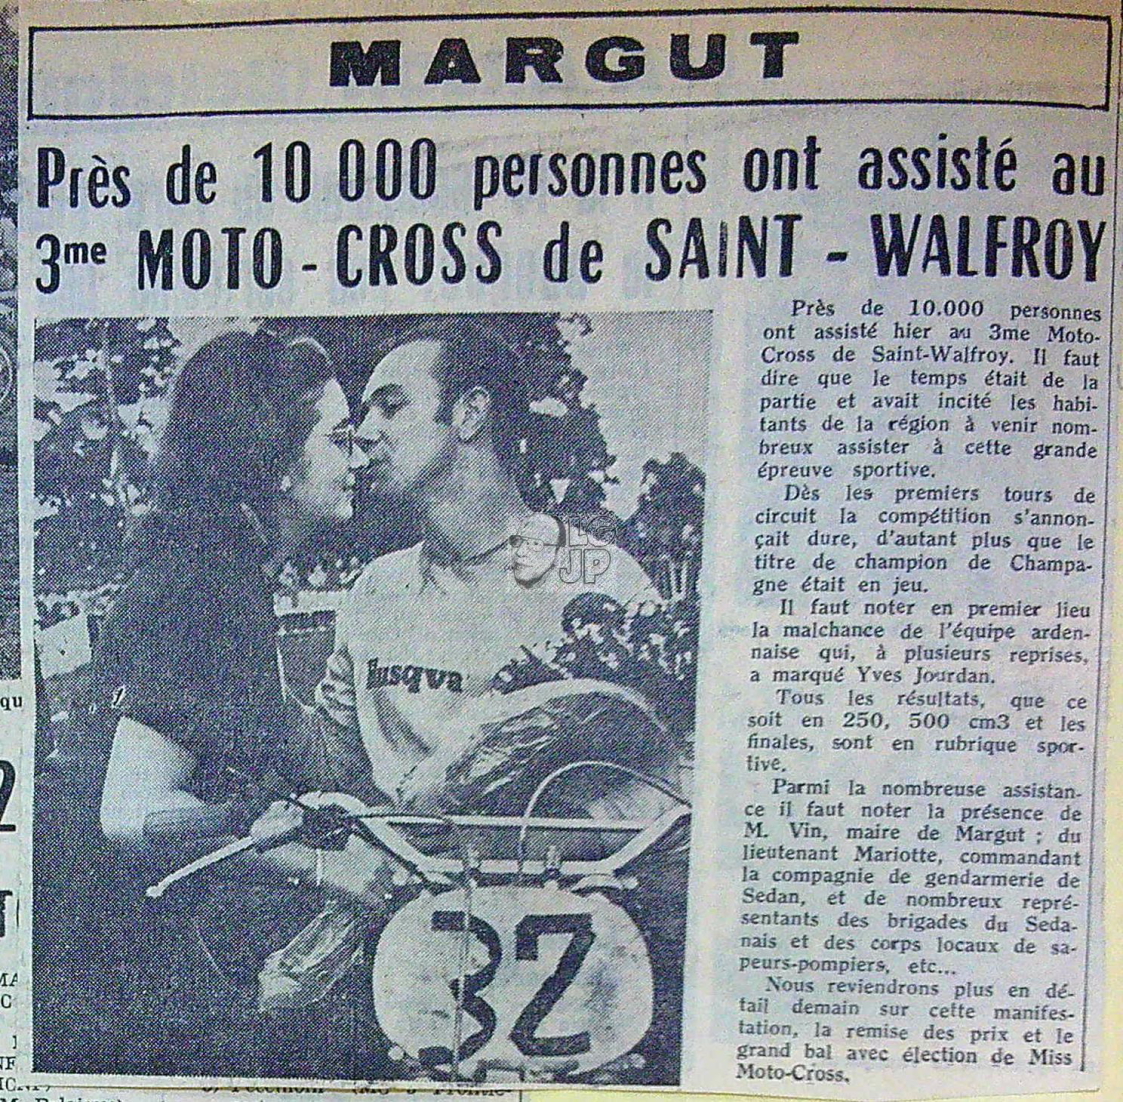 MARGUT
Près de 10 000 personnes ont assisté au
3me MOTO - CROSS de SAINT - WALFROY
Près de 10.000 personnes
ont assisté hier au 3me Moto-
Cross de Saint-Walfroy. Il faut
dire que le temps était de la
partie et avait incité les habi-
tants de la région à venir nom-
breux assister à cette grande
épreuve sportive.
Dès les premiers tours de
circuit la compétition s'annon-
çait dure, d'autant plus que le
titre de champion de Champa-
gne était en jeu.
Il faut noter en premier lieu
la malchance de l'équipe arden-
naise qui, à plusieurs reprises,
a marqué Yves Jourdan.
Tous les résultats, que ce
soit en 250, 500 cm3 et les
finales, sont en rubrique spor-
tive.
Parmi la nombreuse assistan-
ce il faut noter la présence de
M. Vin, maire de Margut ; du
lieutenant Mariotte, commandant
la compagnie de gendarmerie de
Sedan, et de nombreux repré-
sentants des brigades du Seda-
nais et des corps locaux de sa-
peurs-pompiers, etc...
Nous reviendrons plus en dé-
tail demain sur cette manifes-
tation, la remise des prix et le
grand bal avec élection de Miss
Moto-Cross.
Husqva
32
LG
JP
qu